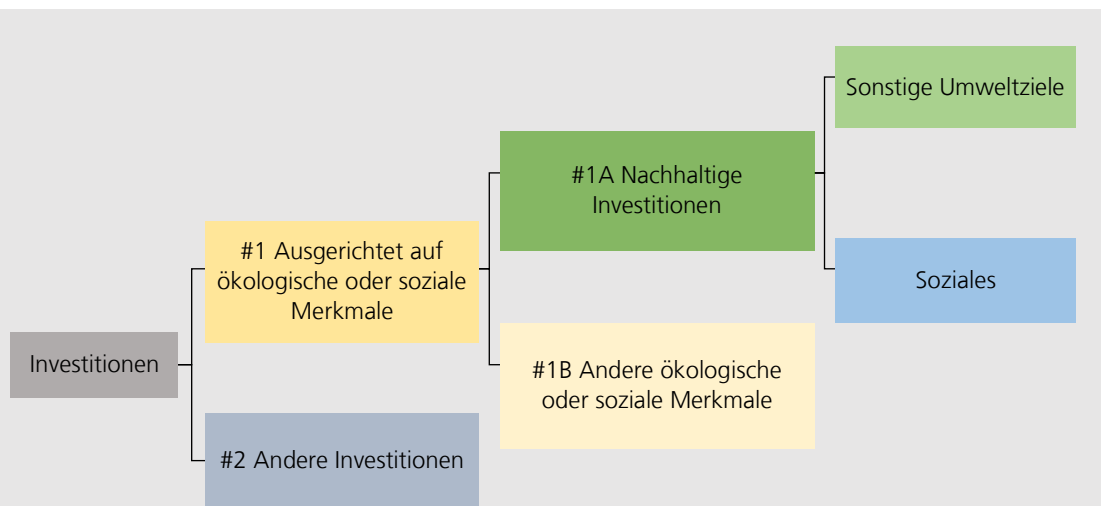 Investitionen
#1 Ausgerichtet auf
ökologische oder soziale
Merkmale
#2 Andere Investitionen
#1A Nachhaltige
Investitionen
#1B Andere ökologische
oder soziale Merkmale
Sonstige Umweltziele
Soziales